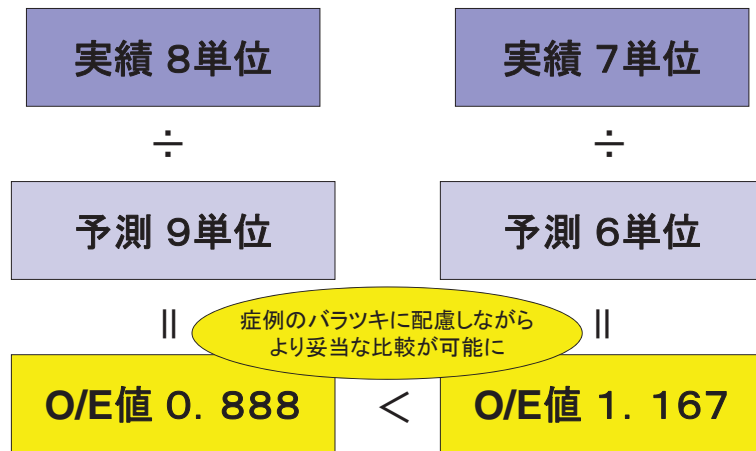 実績 8単位
実績 7単位
÷
÷
予測 9単位
予測 6単位
=
=
症例のバラツキに配慮しながら
より妥当な比較が可能に
O/E値 0. 888
<
O/E値 1. 167